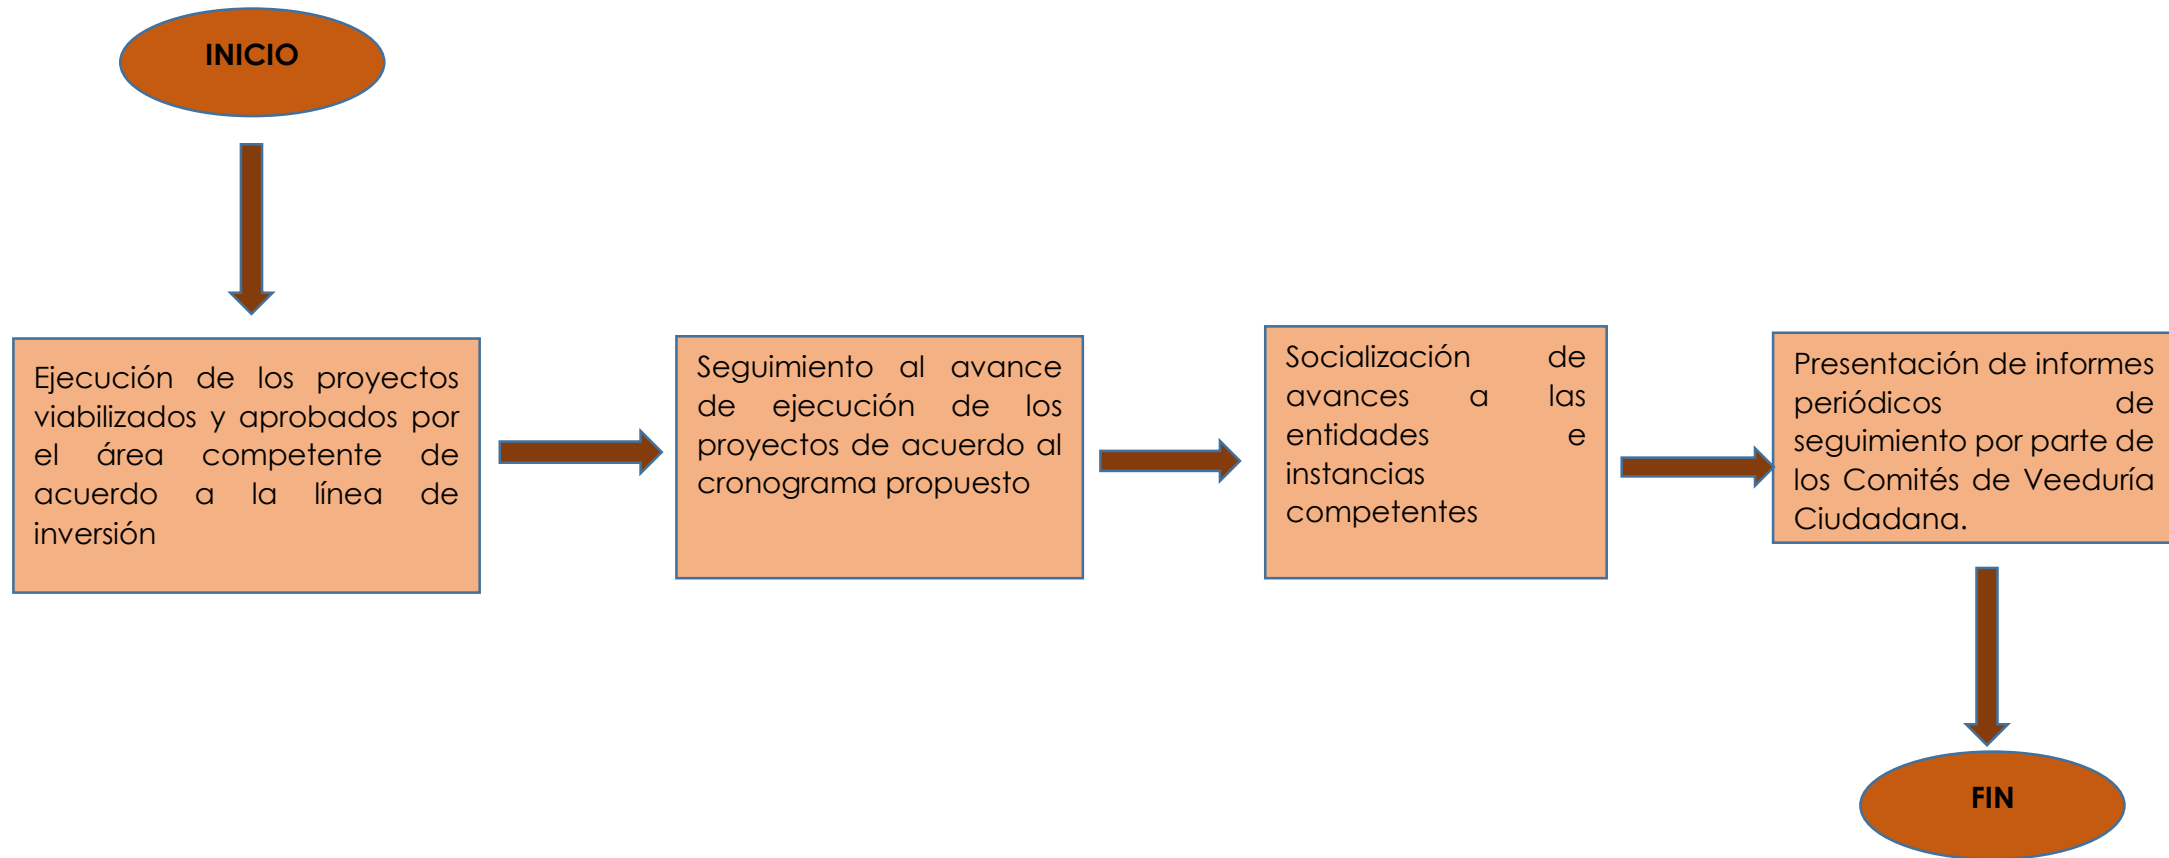 INICIO
Ejecución de los proyectos
viabilizados y aprobados por
el área competente de
acuerdo a la línea de
inversión
Seguimiento al avance
de ejecución de los
proyectos de acuerdo al
cronograma propuesto
Socialización de
avances a las
entidades e
instancias
competentes
Presentación de informes
periódicos de
seguimiento por parte de
los Comités de Veeduría
Ciudadana.
FIN